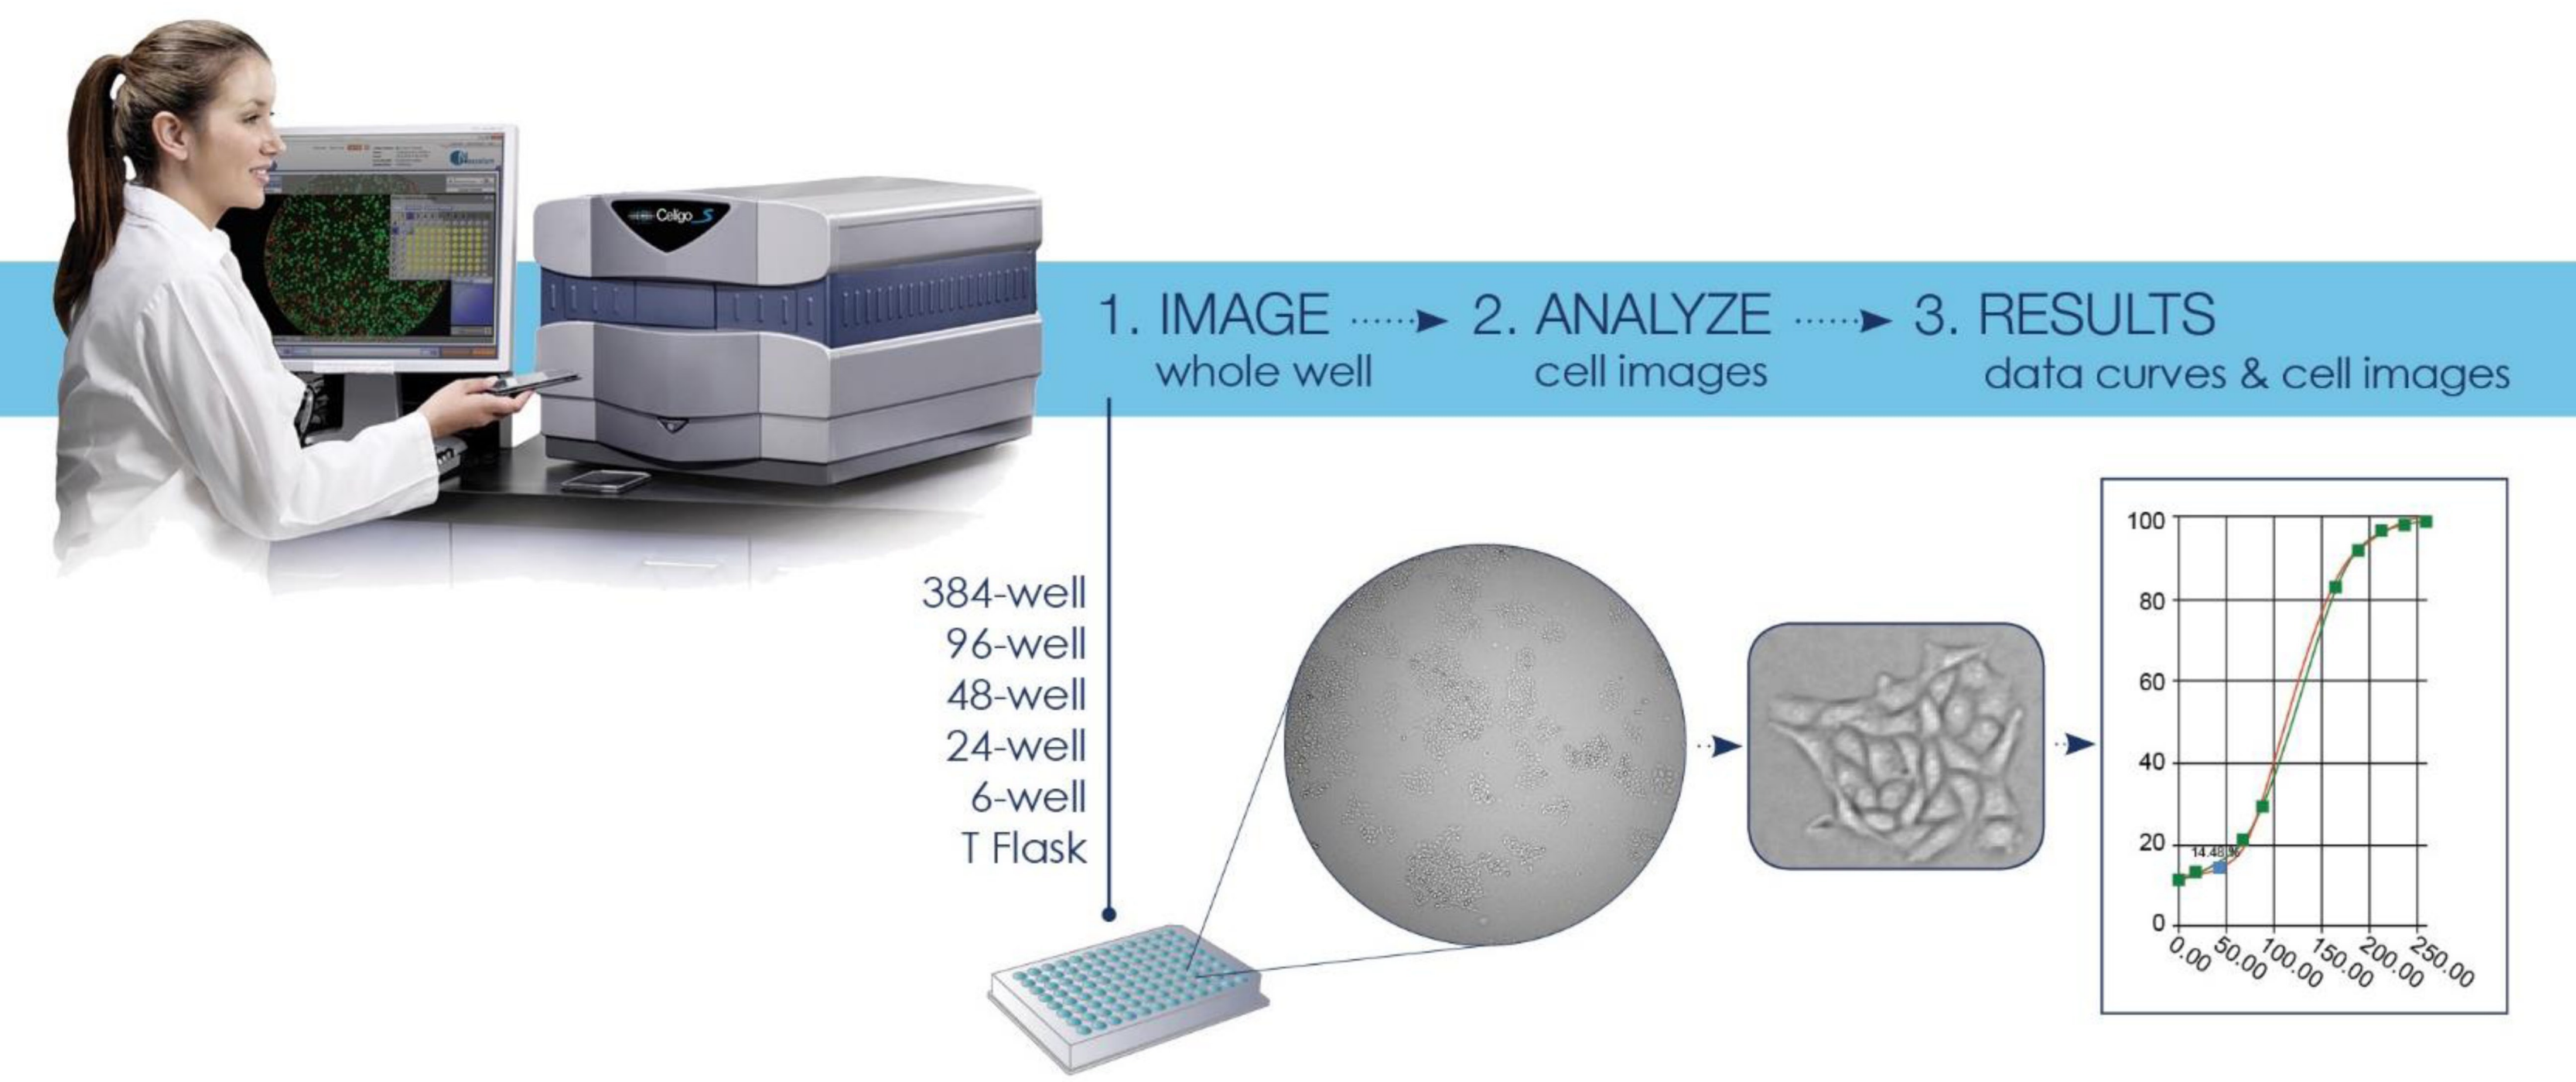 Celigo S
1. IMAGE
whole well
2. ANALYZE
cell images
3. RESULTS
data curves & cell images
384-well
96-well
48-well
24-well
6-well
T Flask
100
80
60
40
20
0
14.48%
0.00
50.00
100.00
150.00
200.00
250.00